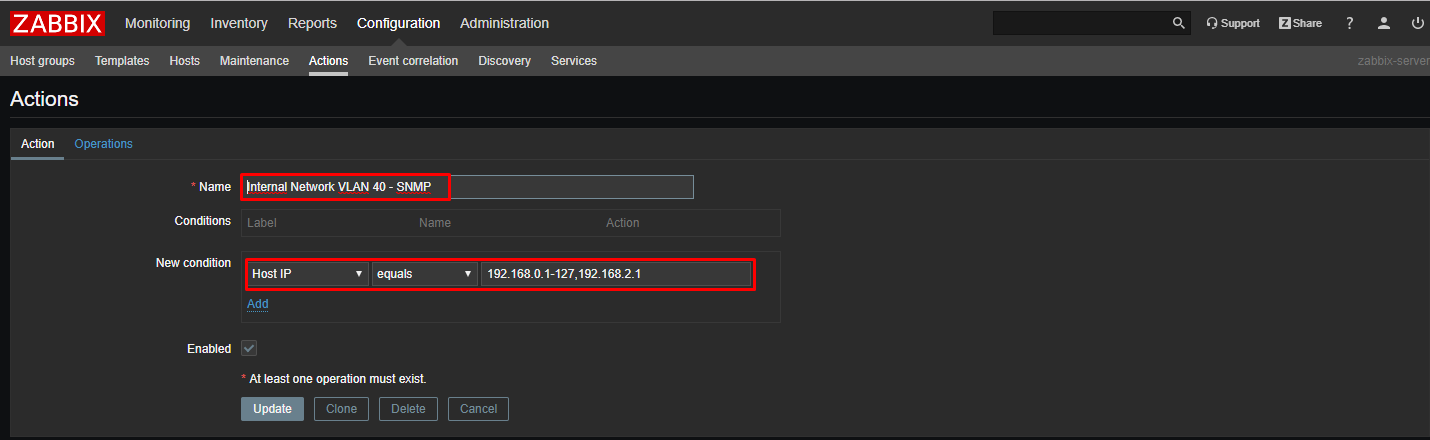 ZABBIX Monitoring Inventory Reports Configuration Administration Support Z Share ?
Host groups Templates Hosts Maintenance Actions Event correlation Discovery Services zabbix-server
Actions
Action Operations
* Name Internal Network VLAN 40 - SNMP
Conditions Label Name Action
New condition
Host IP equals 192.168.0.1-127,192.168.2.1
Add
Enabled
* At least one operation must exist.
Update Clone Delete Cancel